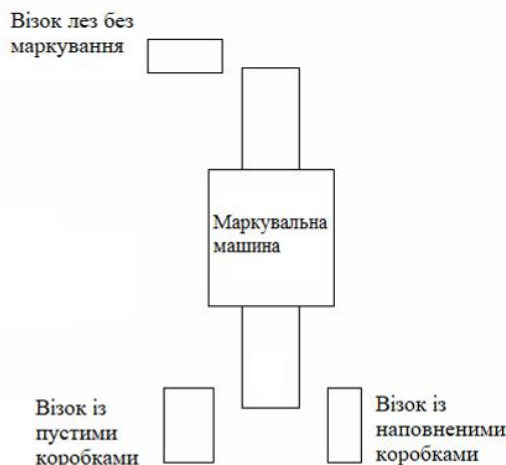 Візок лез без
маркування
Маркувальна
машина
Візок із
пустими
коробками
Візок із
наповненими
коробками